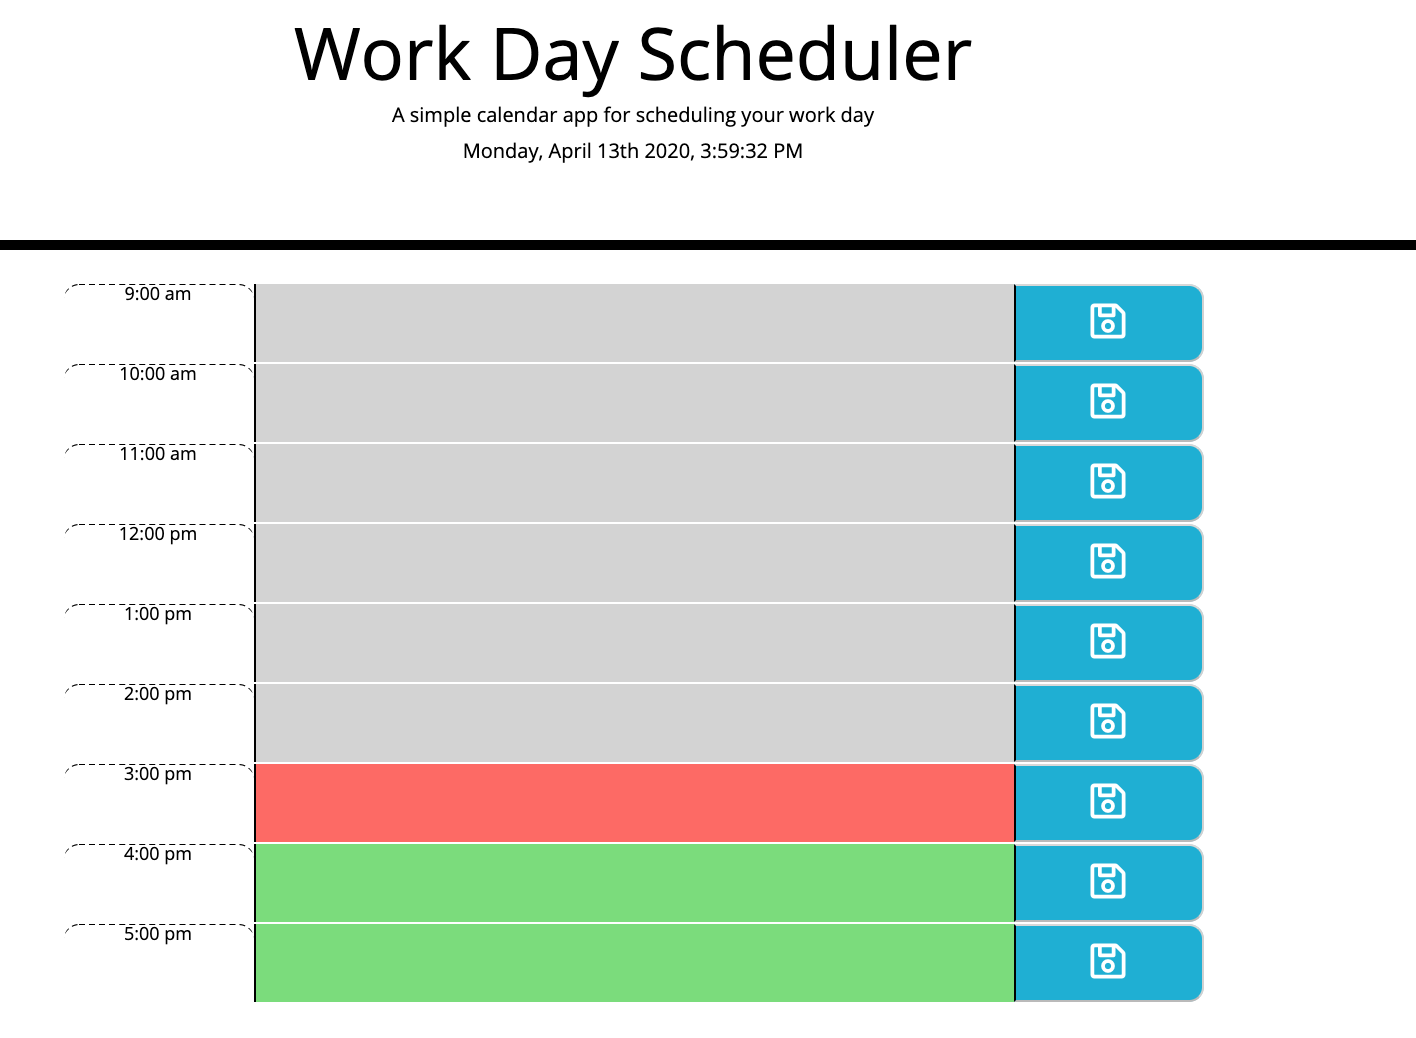 Work Day Scheduler
A simple calendar app for scheduling your work day
Monday, April 13th 2020, 3:59:32 PM
9:00 am
10:00 am
11:00 am
12:00 pm
1:00 pm
2:00 pm
3:00 pm
4:00 pm
5:00 pm